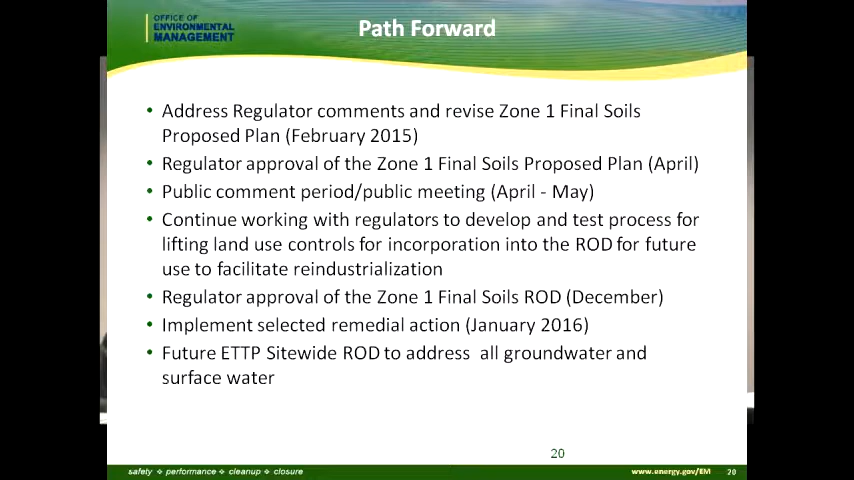 OFFICE OF
ENVIRONMENTAL
MANAGEMENT
Path Forward
• Address Regulator comments and revise Zone 1 Final Soils
Proposed Plan (February 2015)
• Regulator approval of the Zone 1 Final Soils Proposed Plan (April)
• Public comment period/public meeting (April - May)
• Continue working with regulators to develop and test process for
lifting land use controls for incorporation into the ROD for future
use to facilitate reindustrialization
• Regulator approval of the Zone 1 Final Soils ROD (December)
• Implement selected remedial action (January 2016)
• Future ETTP Sitewide ROD to address  all groundwater and
surface water
20
safety ❖ performance ❖ cleanup ❖ closure
www.energy.gov/EM 20